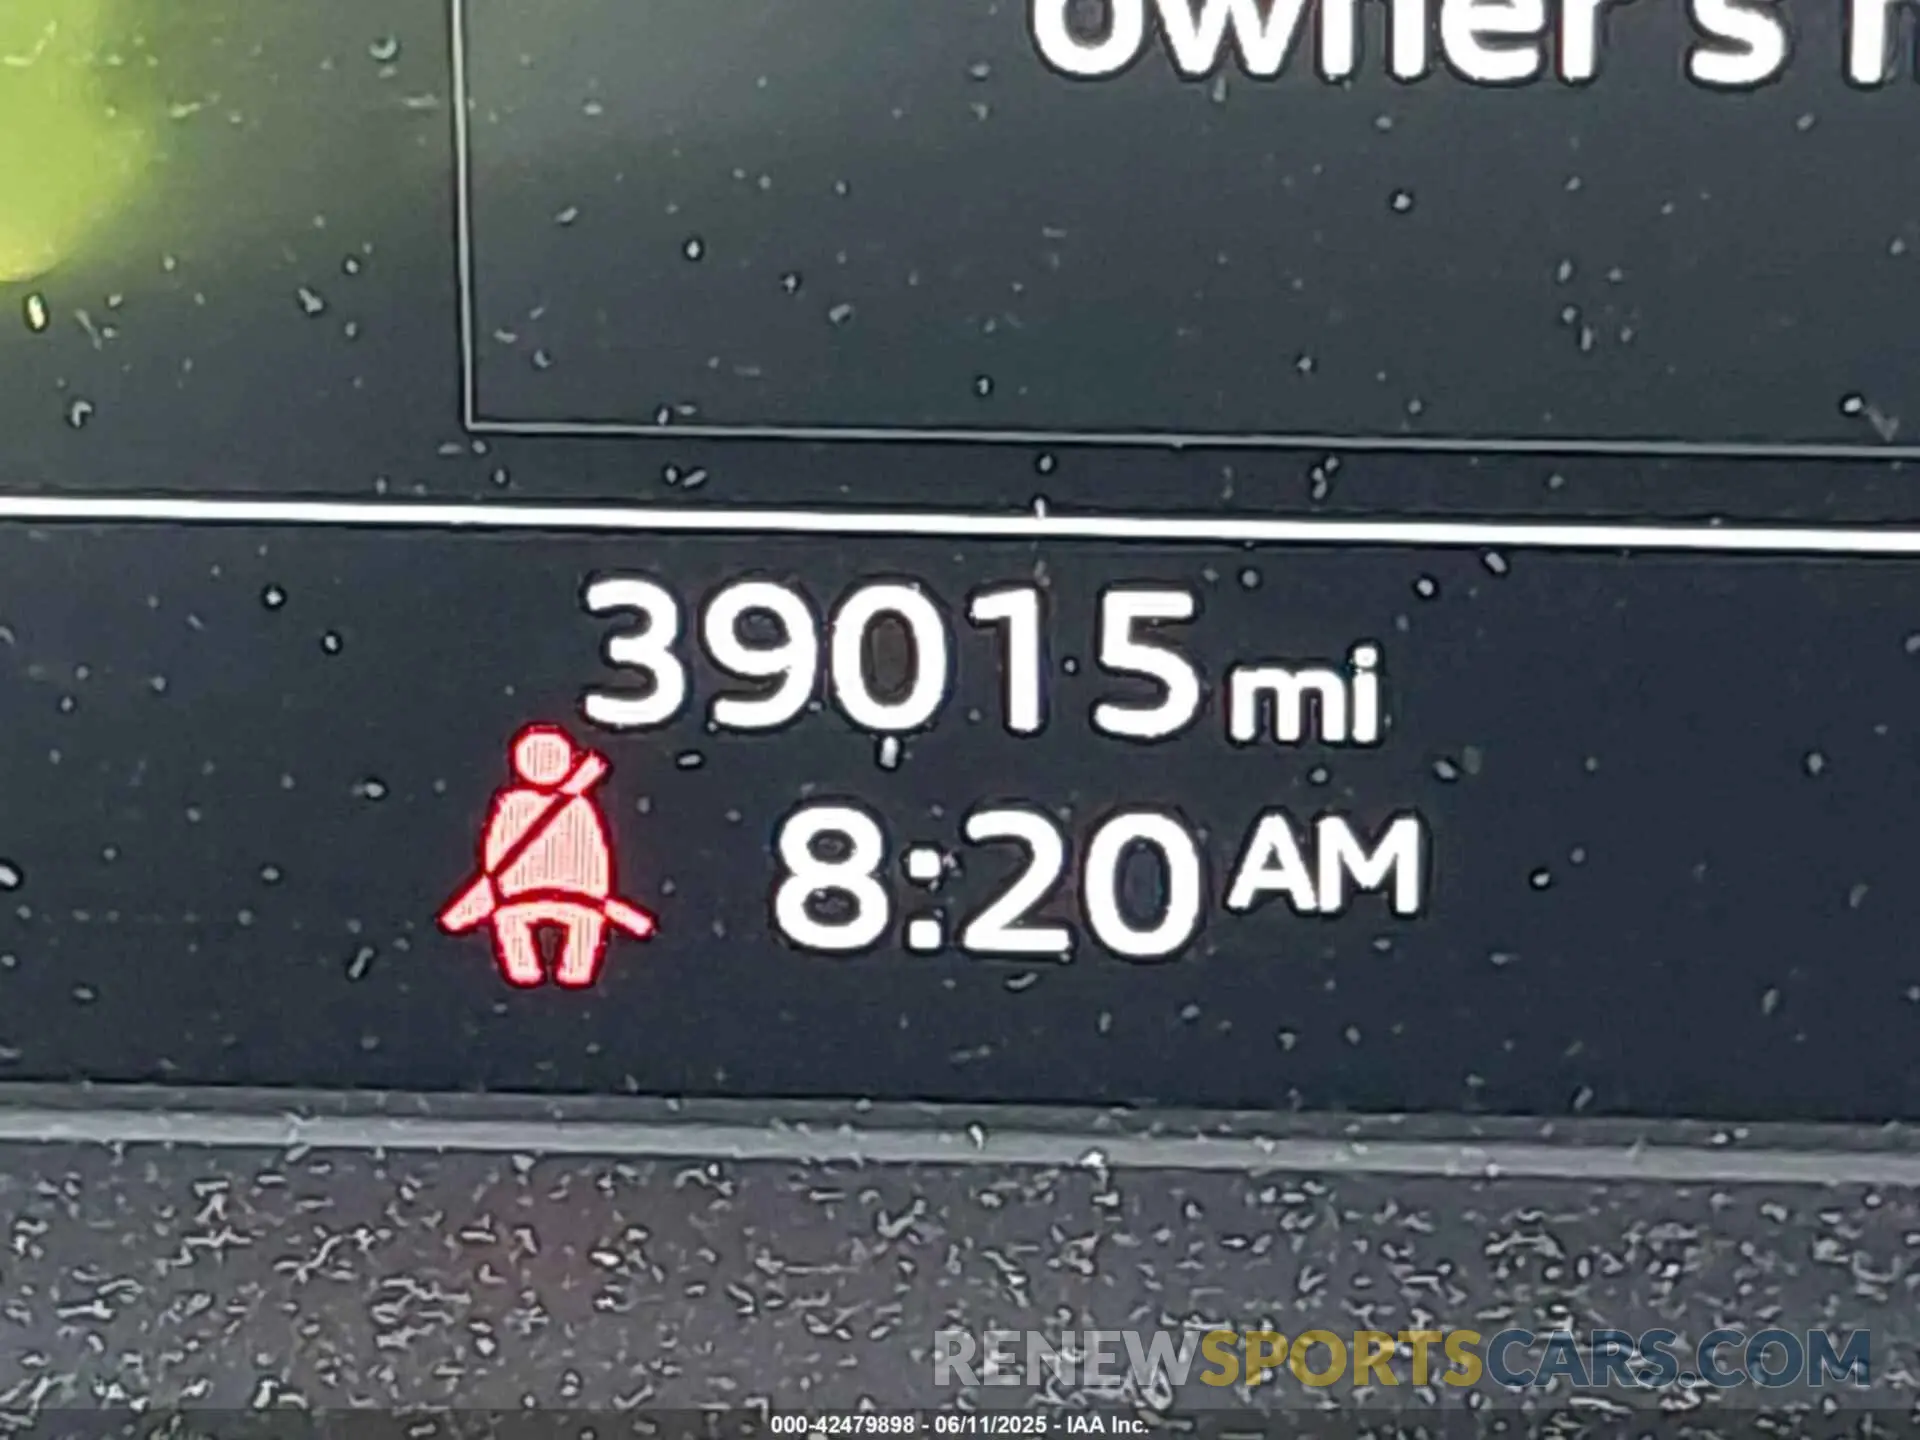 owner's
39015 mi
8:20 AM
RENEWSPORTSCARS.COM
000-42479898 - 06/11/2025 - IAA Inc.